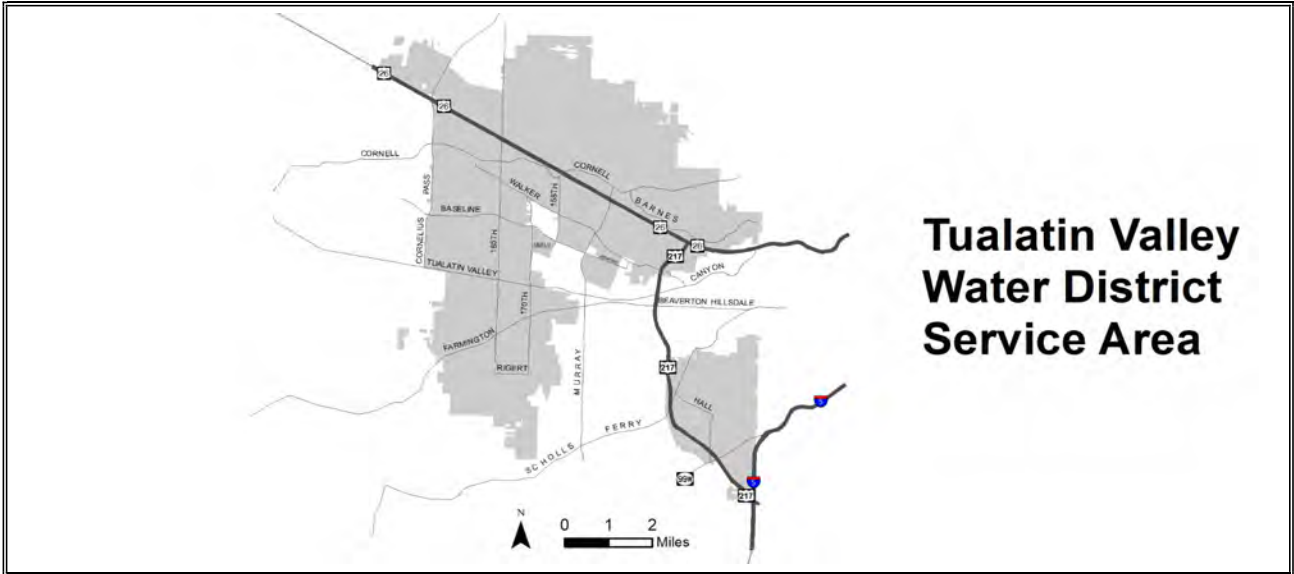 26
26
CORNELL
CORNELL
PASS
WALKER
158TH
BARNES
BASELINE
26
26
185TH
CORNELIUS
217
CANYON
TUALATIN VALLEY
170TH
BEAVERTON HILLSDALE
FARMINGTON
RIGERT
MURRAY
217
HALL
5
SCHOLLS FERRY
99W
5
217
N
0 1 2
Miles
Tualatin Valley
Water District
Service Area